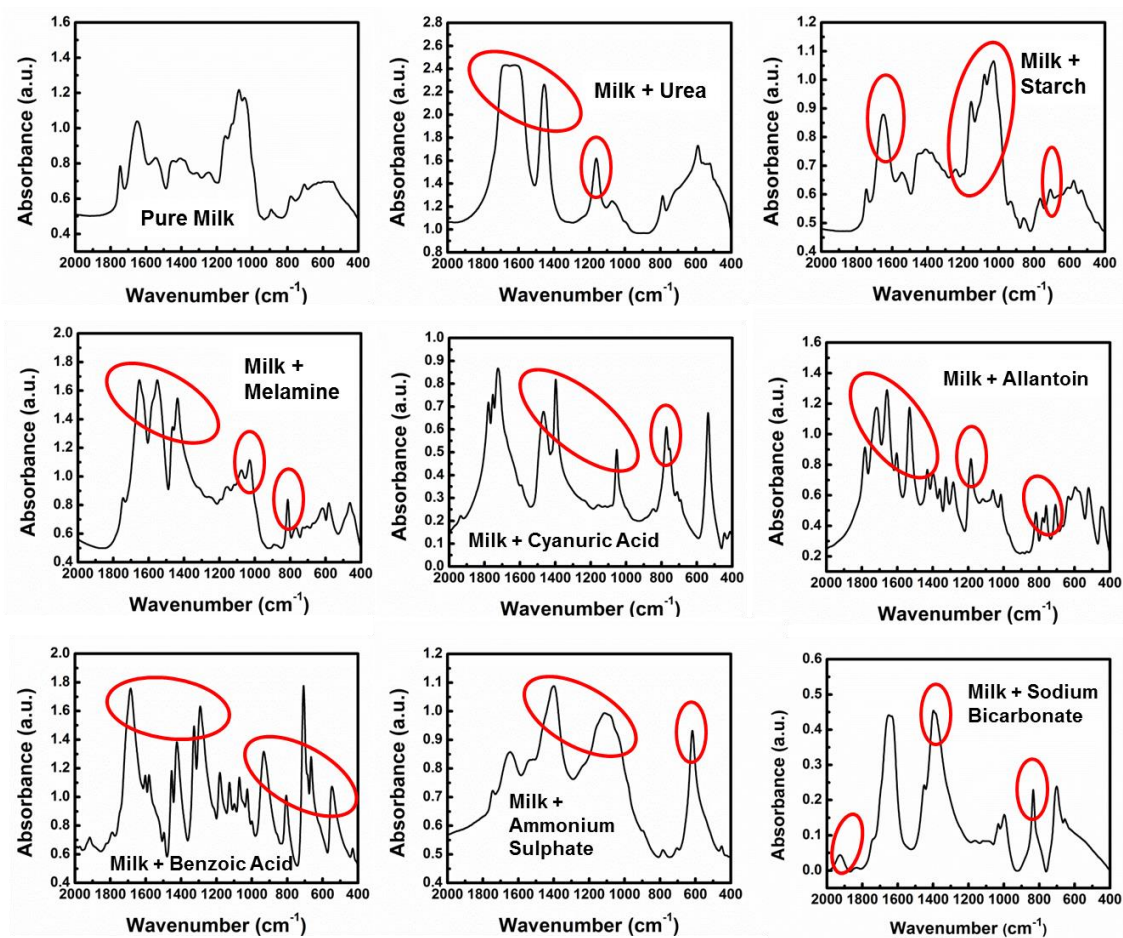 1.6
1.4
1.2
1.0
0.8
0.6
0.4
Absorbance (a.u.)
Pure Milk
2000 1800 1600 1400 1200 1000 800 600 400
Wavenumber (cm⁻¹)
2.8
2.6
2.4
2.2
2.0
1.8
1.6
1.4
1.2
1.0
0.8
Absorbance (a.u.)
Milk + Urea
2000 1800 1600 1400 1200 1000 800 600 400
Wavenumber (cm⁻¹)
1.2
1.1
1.0
0.9
0.8
0.7
0.6
0.5
0.4
Absorbance (a.u.)
Milk +
Starch
2000 1800 1600 1400 1200 1000 800 600 400
Wavenumber (cm⁻¹)
2.0
1.8
1.6
1.4
1.2
1.0
0.8
0.6
0.4
Absorbance (a.u.)
Milk +
Melamine
2000 1800 1600 1400 1200 1000 800 600 400
Wavenumber (cm⁻¹)
1.0
0.9
0.8
0.7
0.6
0.5
0.4
0.3
0.2
0.1
0.0
Absorbance (a.u.)
Milk + Cyanuric Acid
2000 1800 1600 1400 1200 1000 800 600 400
Wavenumber (cm⁻¹)
1.6
1.4
1.2
1.0
0.8
0.6
0.4
0.2
Absorbance (a.u.)
Milk + Allantoin
2000 1800 1600 1400 1200 1000 800 600 400
Wavenumber (cm⁻¹)
2.0
1.8
1.6
1.4
1.2
1.0
0.8
0.6
0.4
Absorbance (a.u.)
Milk + Benzoic Acid
2000 1800 1600 1400 1200 1000 800 600 400
Wavenumber (cm⁻¹)
1.2
1.1
1.0
0.9
0.8
0.7
0.6
0.5
0.4
Absorbance (a.u.)
Milk +
Ammonium
Sulphate
2000 1800 1600 1400 1200 1000 800 600 400
Wavenumber (cm⁻¹)
0.6
0.5
0.4
0.3
0.2
0.1
0.0
Absorbance (a.u.)
Milk + Sodium
Bicarbonate
2000 1800 1600 1400 1200 1000 800 600 400
Wavenumber (cm⁻¹)